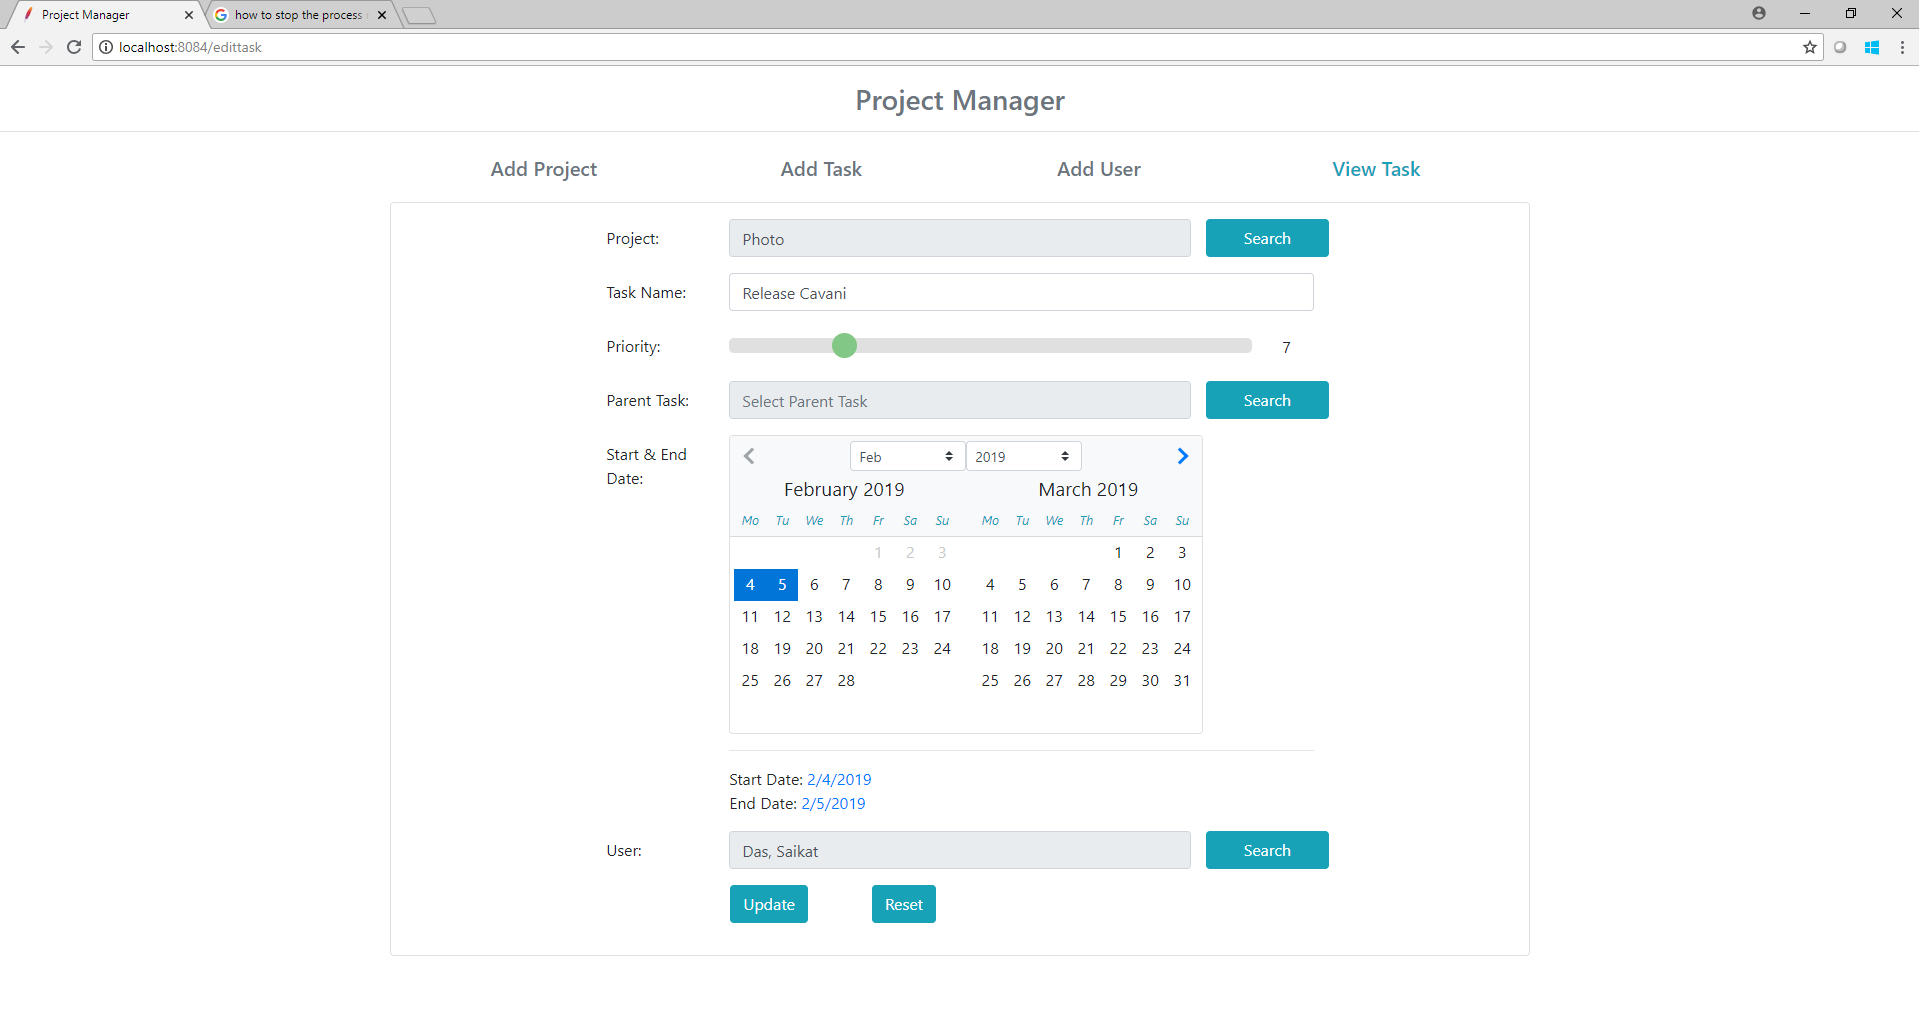 Project Manager
how to stop the process
localhost:8084/edittask
Project Manager
Add Project Add Task Add User View Task
Project: Photo Search
Task Name: Release Cavani
Priority: 7
Parent Task: Select Parent Task Search
Start & End Date:
Feb 2019
February 2019 March 2019
Mo Tu We Th Fr Sa Su Mo Tu We Th Fr Sa Su
1 2 3 1 2 3
4 5 6 7 8 9 10 4 5 6 7 8 9 10
11 12 13 14 15 16 17 11 12 13 14 15 16 17
18 19 20 21 22 23 24 18 19 20 21 22 23 24
25 26 27 28 25 26 27 28 29 30 31
Start Date: 2/4/2019
End Date: 2/5/2019
User: Das, Saikat Search
Update Reset